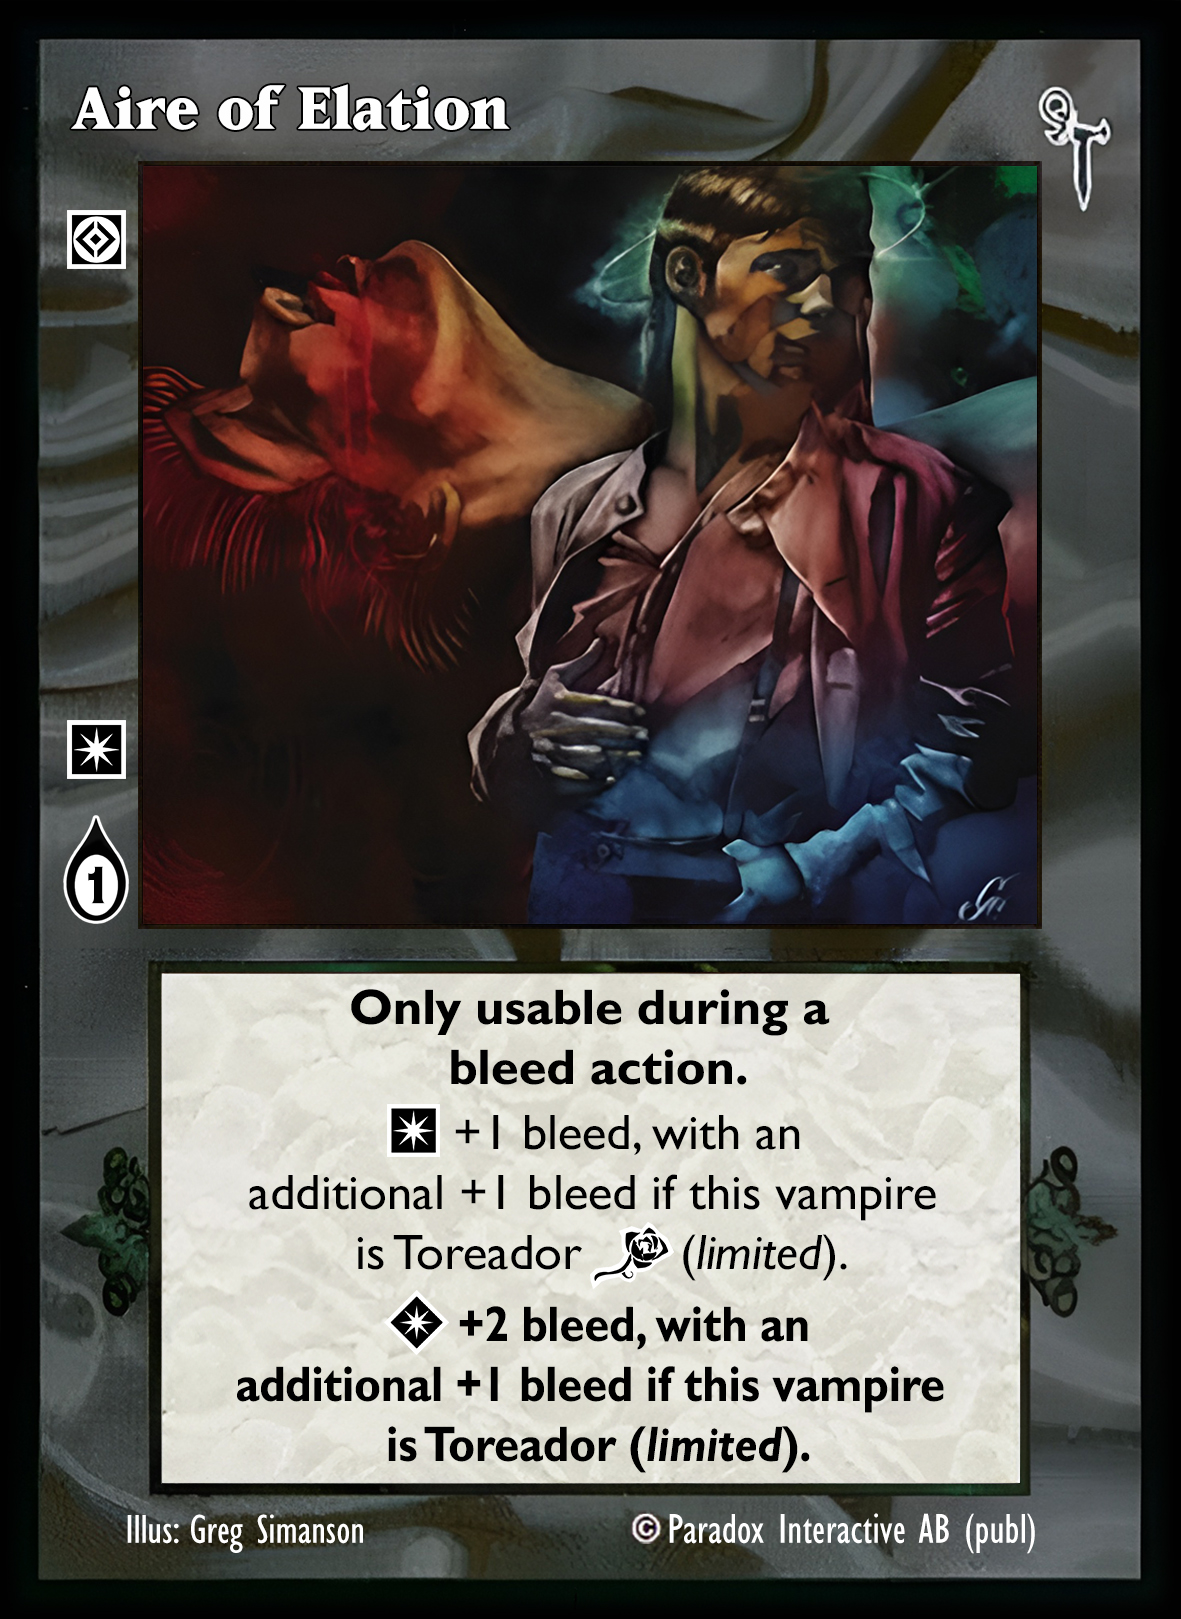 Aire of Elation
1
Only usable during a
bleed action.
+1 bleed, with an
additional +1 bleed if this vampire
is Toreador (limited).
+2 bleed, with an
additional +1 bleed if this vampire
is Toreador (limited).
Illus: Greg Simanson © Paradox Interactive AB (publ)